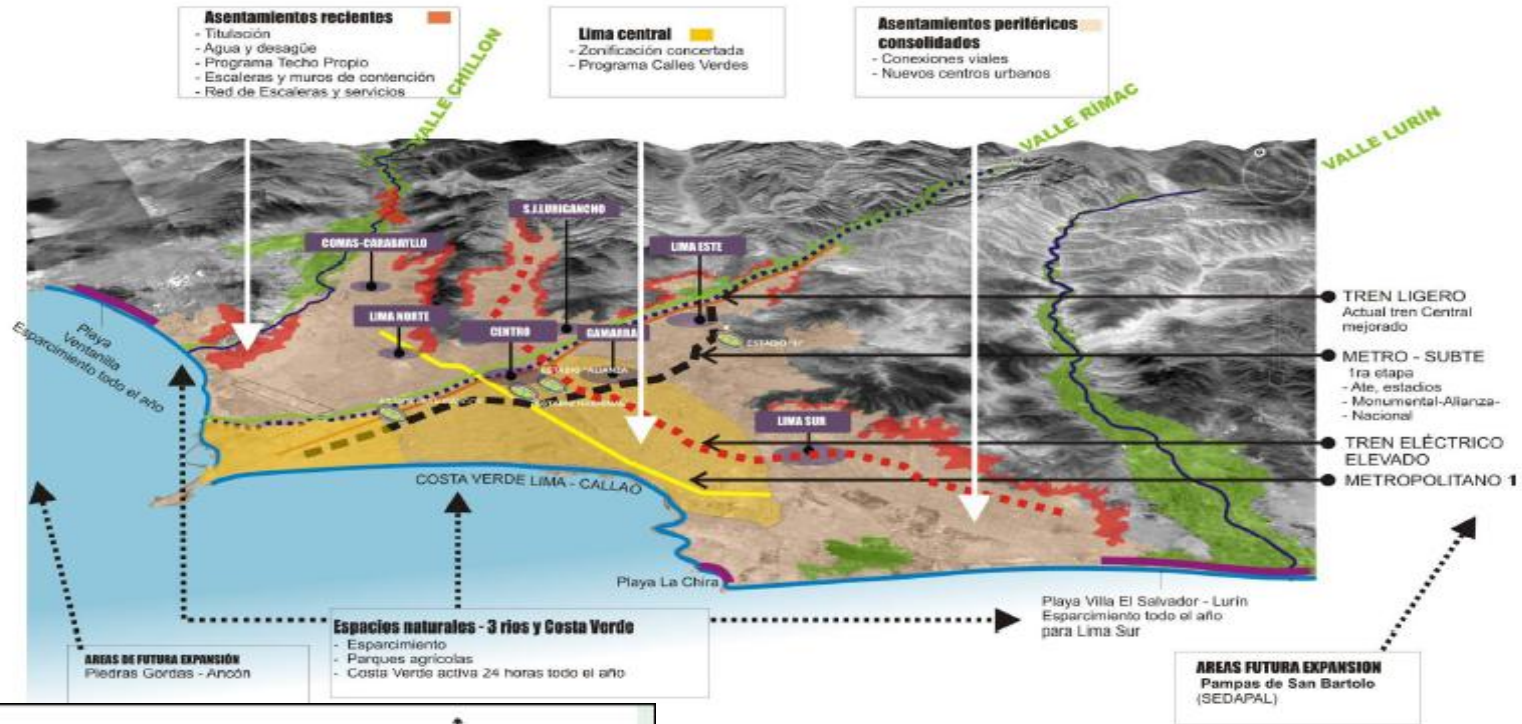 Asentamientos recientes
- Titulación
- Agua y desagüe
- Programa Techo Propio
- Escaleras y muros de contención
- Red de Escaleras y servicios
Lima central
- Zonificación concertada
- Programa Calles Verdes
Asentamientos periféricos
consolidados
- Conexiones viales
- Nuevos centros urbanos
VALLE CHILLON
VALLE RÍMAC
VALLE LURÍN
S.J.LURIGANCHO
COMAS-CARABAYLLO
LIMA ESTE
LIMA NORTE
CENTRO
GAMARRA
ESTADIO "U"
ESTADIO "ALIANZA
LIMA SUR
Playa
Ventanilla
Esparcimiento todo el año
COSTA VERDE LIMA - CALLAO
TREN LIGERO
Actual tren Central
mejorado
METRO - SUBTE
1ra etapa
- Ate, estadios
- Monumental-Alianza-
- Nacional
TREN ELÉCTRICO
ELEVADO
METROPOLITANO 1
Playa La Chira
Playa Villa El Salvador - Lurín
Esparcimiento todo el año
para Lima Sur
Espacios naturales - 3 rios y Costa Verde
- Esparcimiento
- Parques agrícolas
- Costa Verde activa 24 horas todo el año
AREAS DE FUTURA EXPANSIÓN
Piedras Gordas - Ancón
AREAS FUTURA EXPANSION
Pampas de San Bartolo
(SEDAPAL)